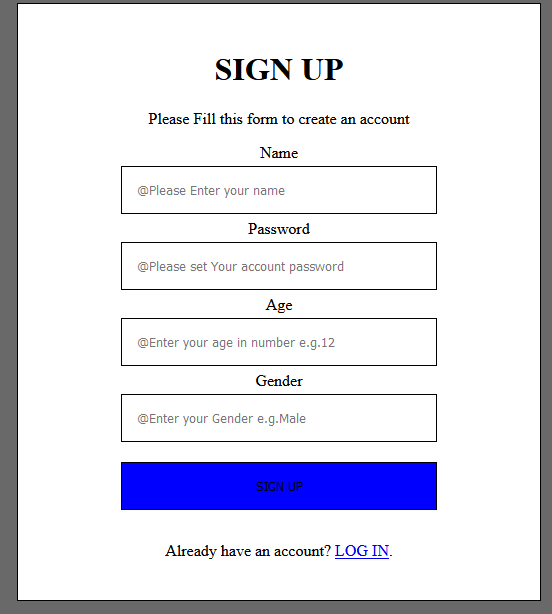 SIGN UP
Please Fill this form to create an account
Name
@Please Enter your name
Password
@Please set Your account password
Age
@Enter your age in number e.g.12
Gender
@Enter your Gender e.g.Male
SIGN UP
Already have an account? LOG IN.